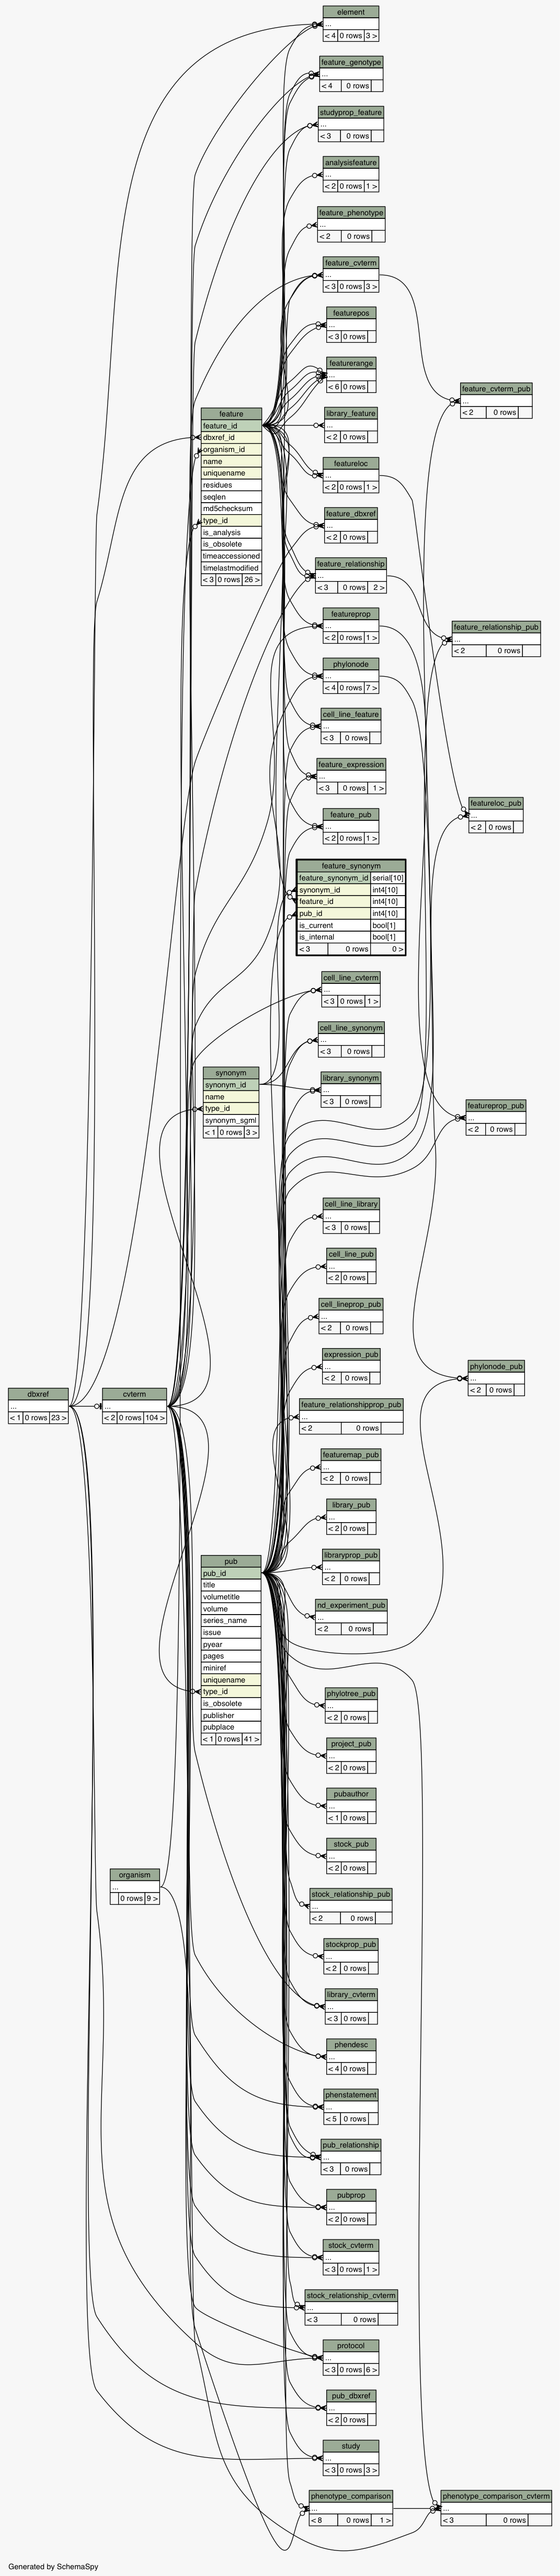 element
...
< 4 0 rows 3 >
feature_genotype
...
< 4 0 rows
studyprop_feature
...
< 3 0 rows
analysisfeature
...
< 2 0 rows 1 >
feature_phenotype
...
< 2 0 rows
feature_cvterm
...
< 3 0 rows 3 >
featurepos
...
< 3 0 rows
featurerange
...
< 6 0 rows
library_feature
...
< 2 0 rows
featureloc
...
< 2 0 rows 1 >
feature_dbxref
...
< 2 0 rows
feature_relationship
...
< 3 0 rows 2 >
featureprop
...
< 2 0 rows 1 >
phylonode
...
< 4 0 rows 7 >
cell_line_feature
...
< 3 0 rows
feature_expression
...
< 3 0 rows 1 >
feature_pub
...
< 2 0 rows 1 >
feature
feature_id
dbxref_id
organism_id
name
uniquename
residues
seqlen
md5checksum
type_id
is_analysis
is_obsolete
timeaccessioned
timelastmodified
< 3 0 rows 26 >
feature_cvterm_pub
...
< 2 0 rows
feature_relationship_pub
...
< 2 0 rows
featureloc_pub
...
< 2 0 rows
feature_synonym
feature_synonym_id serial[10]
synonym_id int4[10]
feature_id int4[10]
pub_id int4[10]
is_current bool[1]
is_internal bool[1]
< 3 0 rows 0 >
cell_line_cvterm
...
< 3 0 rows 1 >
cell_line_synonym
...
< 3 0 rows
library_synonym
...
< 3 0 rows
synonym
synonym_id
name
type_id
synonym_sgml
< 1 0 rows 3 >
featureprop_pub
...
< 2 0 rows
cell_line_library
...
< 3 0 rows
cell_line_pub
...
< 2 0 rows
cell_lineprop_pub
...
< 2 0 rows
expression_pub
...
< 2 0 rows
phylonode_pub
...
< 2 0 rows
dbxref
...
< 1 0 rows 23 >
cvterm
...
< 2 0 rows 104 >
feature_relationshipprop_pub
...
< 2 0 rows
featuremap_pub
...
< 2 0 rows
library_pub
...
< 2 0 rows
libraryprop_pub
...
< 2 0 rows
nd_experiment_pub
...
< 2 0 rows
pub
pub_id
title
volumetitle
volume
series_name
issue
pyear
pages
miniref
uniquename
type_id
is_obsolete
publisher
pubplace
< 1 0 rows 41 >
phylotree_pub
...
< 2 0 rows
project_pub
...
< 2 0 rows
pubauthor
...
< 1 0 rows
stock_pub
...
< 2 0 rows
organism
...
0 rows 9 >
stock_relationship_pub
...
< 2 0 rows
stockprop_pub
...
< 2 0 rows
library_cvterm
...
< 3 0 rows
phendesc
...
< 4 0 rows
phenstatement
...
< 5 0 rows
pub_relationship
...
< 3 0 rows
pubprop
...
< 2 0 rows
stock_cvterm
...
< 3 0 rows 1 >
stock_relationship_cvterm
...
< 3 0 rows
protocol
...
< 3 0 rows 6 >
pub_dbxref
...
< 2 0 rows
study
...
< 3 0 rows 3 >
phenotype_comparison
...
< 8 0 rows 1 >
phenotype_comparison_cvterm
...
< 3 0 rows
Generated by SchemaSpy